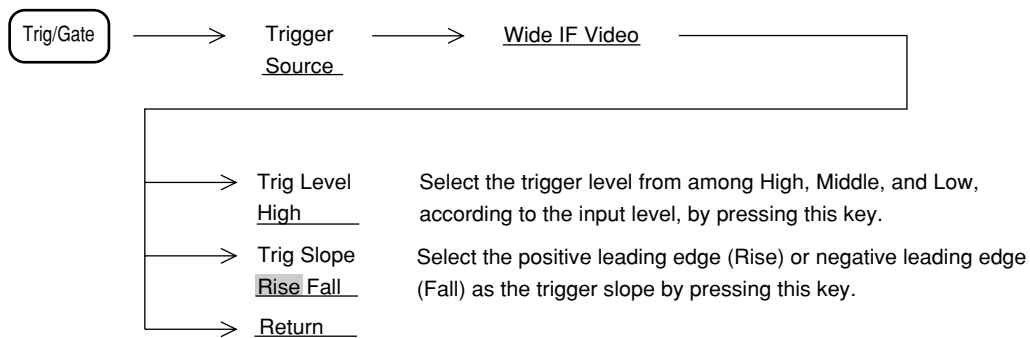 Trig/Gate
Trigger
Source
Wide IF Video
Trig Level
High
Select the trigger level from among High, Middle, and Low,
according to the input level, by pressing this key.
Trig Slope
Rise Fall
Select the positive leading edge (Rise) or negative leading edge
(Fall) as the trigger slope by pressing this key.
Return